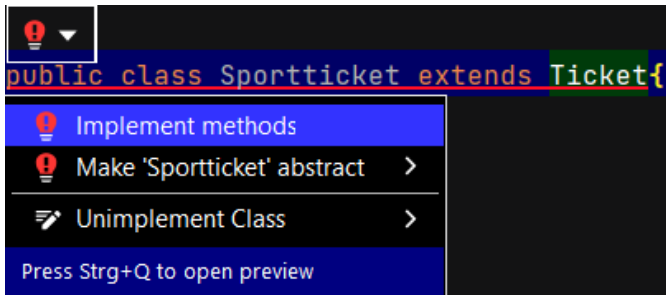 public class Sportticket extends Ticket{
Implement methods
Make 'Sportticket' abstract
Unimplement Class
Press Strg+Q to open preview